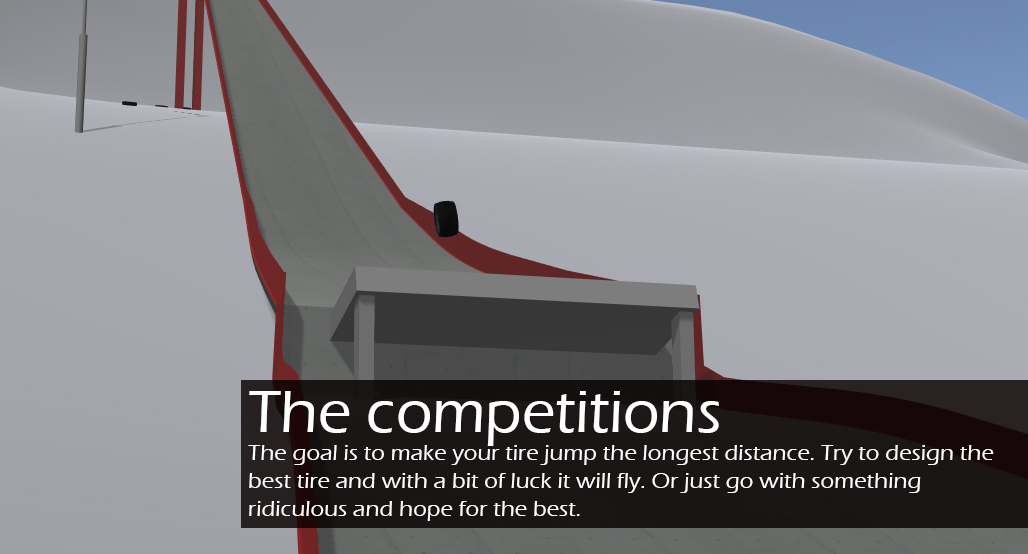 The competitions
The goal is to make your tire jump the longest distance. Try to design the
best tire and with a bit of luck it will fly. Or just go with something
ridiculous and hope for the best.